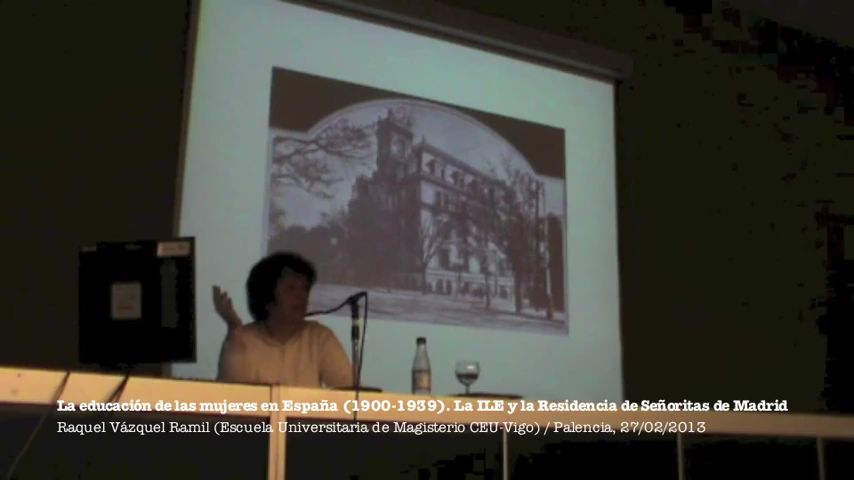 La educación de las mujeres en España (1900-1939). La ILE y la Residencia de Señoritas de Madrid
Raquel Vázquel Ramil (Escuela Universitaria de Magisterio CEU-Vigo) / Palencia, 27/02/2013